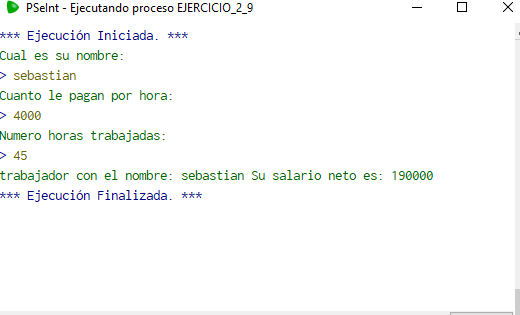 PSeInt - Ejecutando proceso EJERCICIO_2_9
*** Ejecución Iniciada. ***
Cual es su nombre:
> sebastian
Cuanto le pagan por hora:
> 4000
Numero horas trabajadas:
> 45
trabajador con el nombre: sebastian Su salario neto es: 190000
*** Ejecución Finalizada. ***